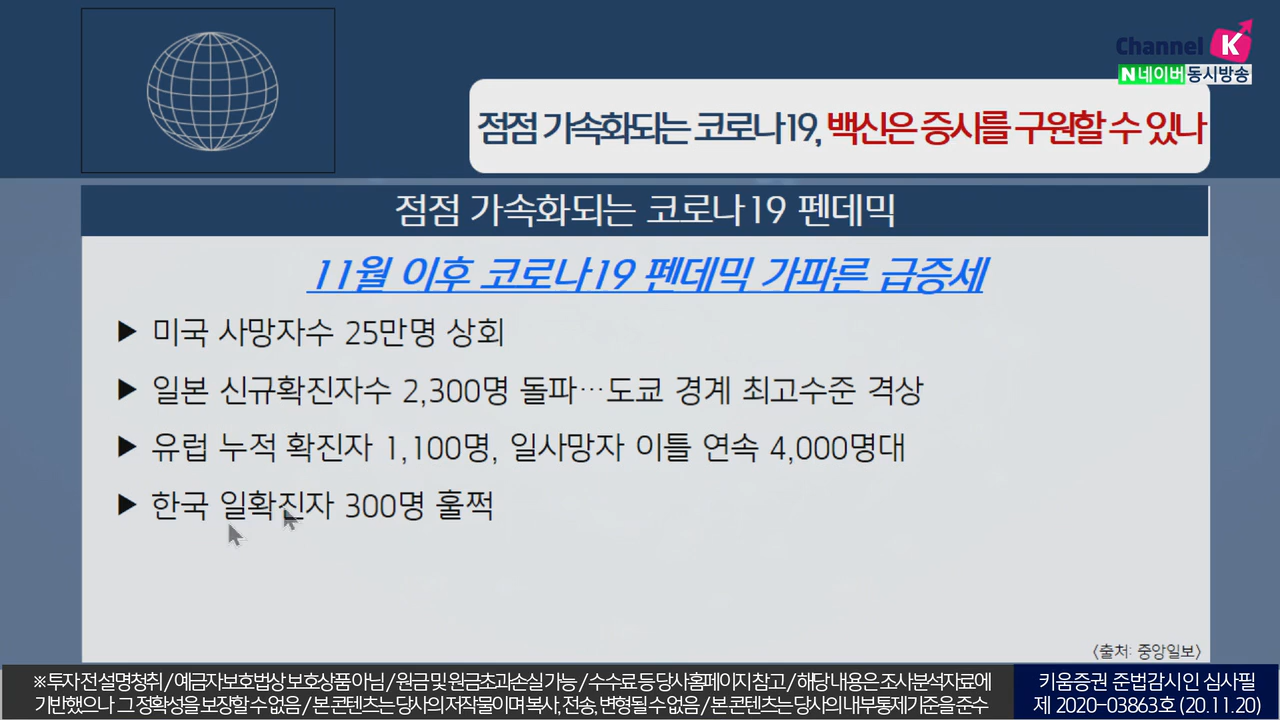 Channel K
N 네이버 동시방송
점점 가속화되는 코로나19, 백신은 증시를 구원할 수 있나
점점 가속화되는 코로나19 펜데믹
11월 이후 코로나19 펜데믹 가파른 급증세
▶ 미국 사망자수 25만명 상회
▶ 일본 신규확진자수 2,300명 돌파…도쿄 경계 최고수준 격상
▶ 유럽 누적 확진자 1,100명, 일사망자 이틀 연속 4,000명대
▶ 한국 일확진자 300명 훌쩍
<출처: 중앙일보>
※ 투자 전 설명청취 / 예금자보호법상 보호상품 아님 / 원금 및 원금초과손실 가능 / 수수료 등 당사홈페이지 참고 / 해당 내용은 조사분석자료에
기반했으나 그 정확성을 보장할 수 없음 / 본 콘텐츠는 당사의 저작물이며 복사, 전송, 변형될 수 없음 / 본 콘텐츠는 당사의 내부통제기준을 준수
키움증권 준법감시인 심사필
제 2020-03863호 (20.11.20)